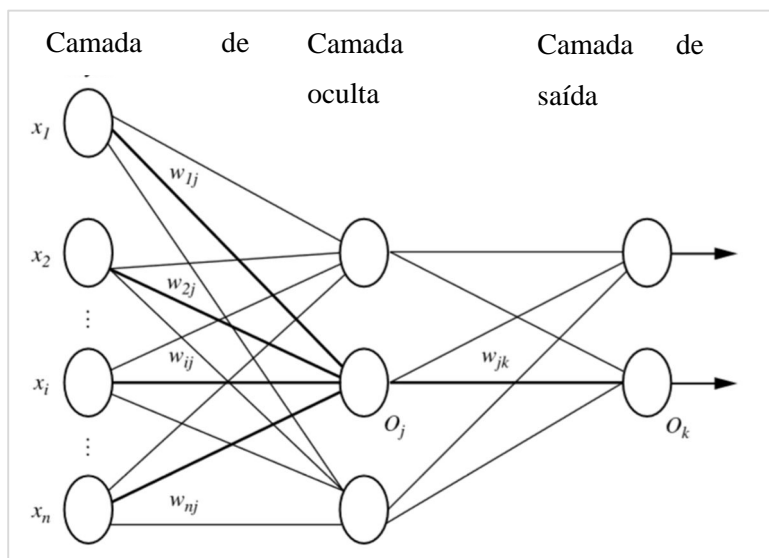 Camada de
Camada oculta
Camada de saída
x1
w1j
x2
w2j
⋮
xi
wij
wjk
Oj
Ok
⋮
xn
wnj